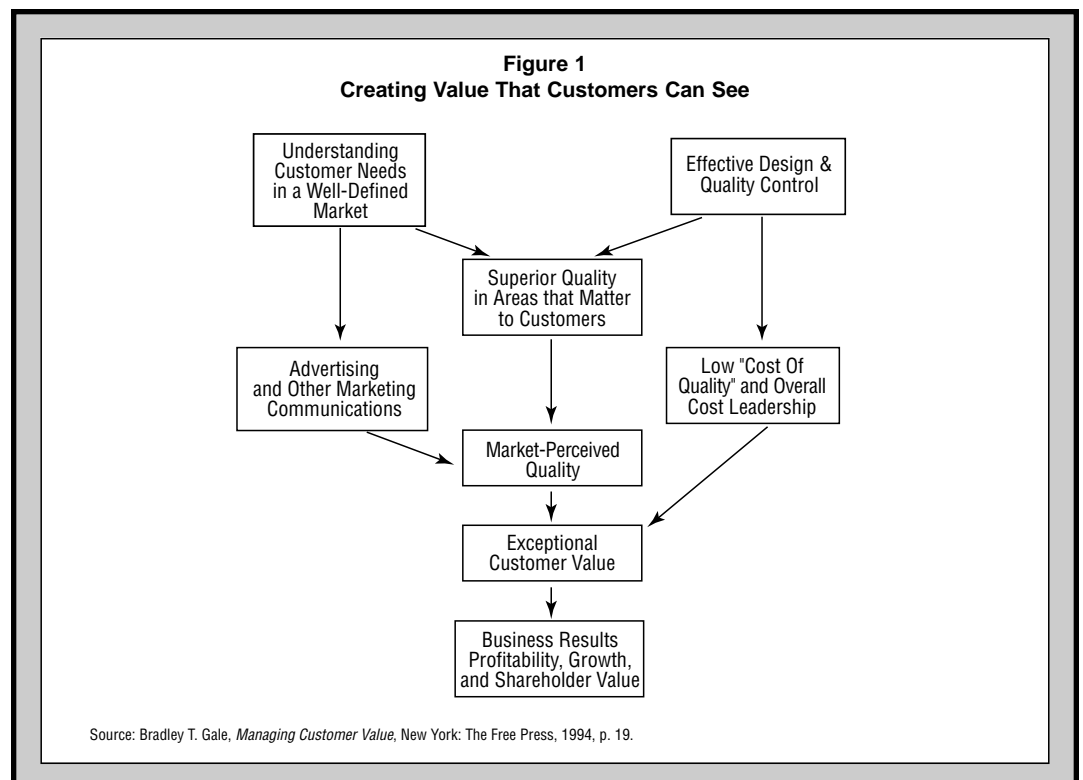 Figure 1
Creating Value That Customers Can See
Understanding
Customer Needs
in a Well-Defined
Market
Effective Design &
Quality Control
Superior Quality
in Areas that Matter
to Customers
Advertising
and Other Marketing
Communications
Low "Cost Of
Quality" and Overall
Cost Leadership
Market-Perceived
Quality
Exceptional
Customer Value
Business Results
Profitability, Growth,
and Shareholder Value
Source: Bradley T. Gale, Managing Customer Value, New York: The Free Press, 1994, p. 19.